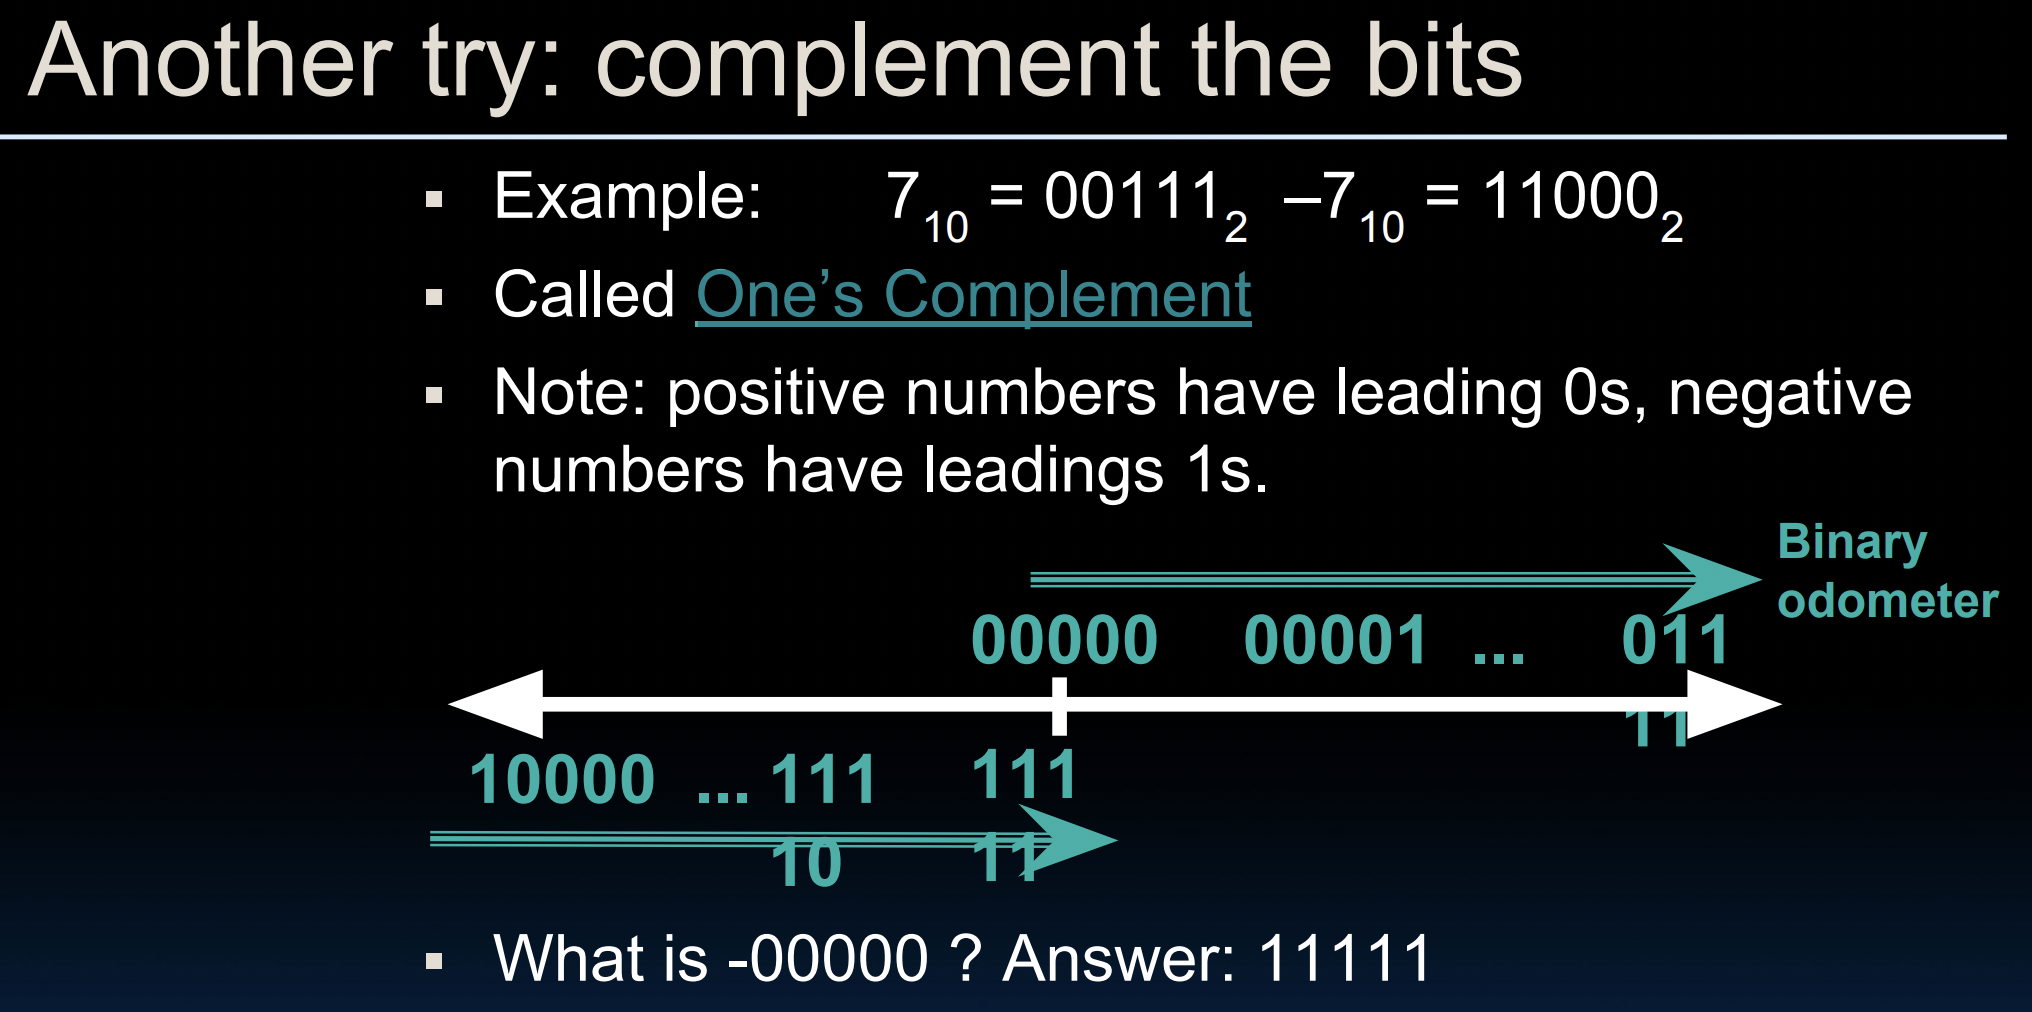 Another try: complement the bits
▪ Example: 7₁₀ = 00111₂ –7₁₀ = 11000₂
▪ Called One’s Complement
▪ Note: positive numbers have leading 0s, negative
numbers have leadings 1s.
Binary
odometer
00000 00001 ... 011
11
10000 ... 111 111
10 11
▪ What is -00000 ? Answer: 11111